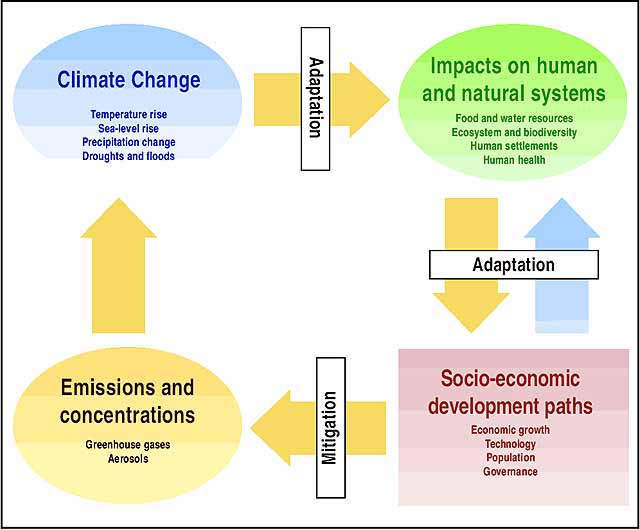 Climate Change
Temperature rise
Sea-level rise
Precipitation change
Droughts and floods
Adaptation
Impacts on human
and natural systems
Food and water resources
Ecosystem and biodiversity
Human settlements
Human health
Adaptation
Emissions and
concentrations
Greenhouse gases
Aerosols
Mitigation
Socio-economic
development paths
Economic growth
Technology
Population
Governance